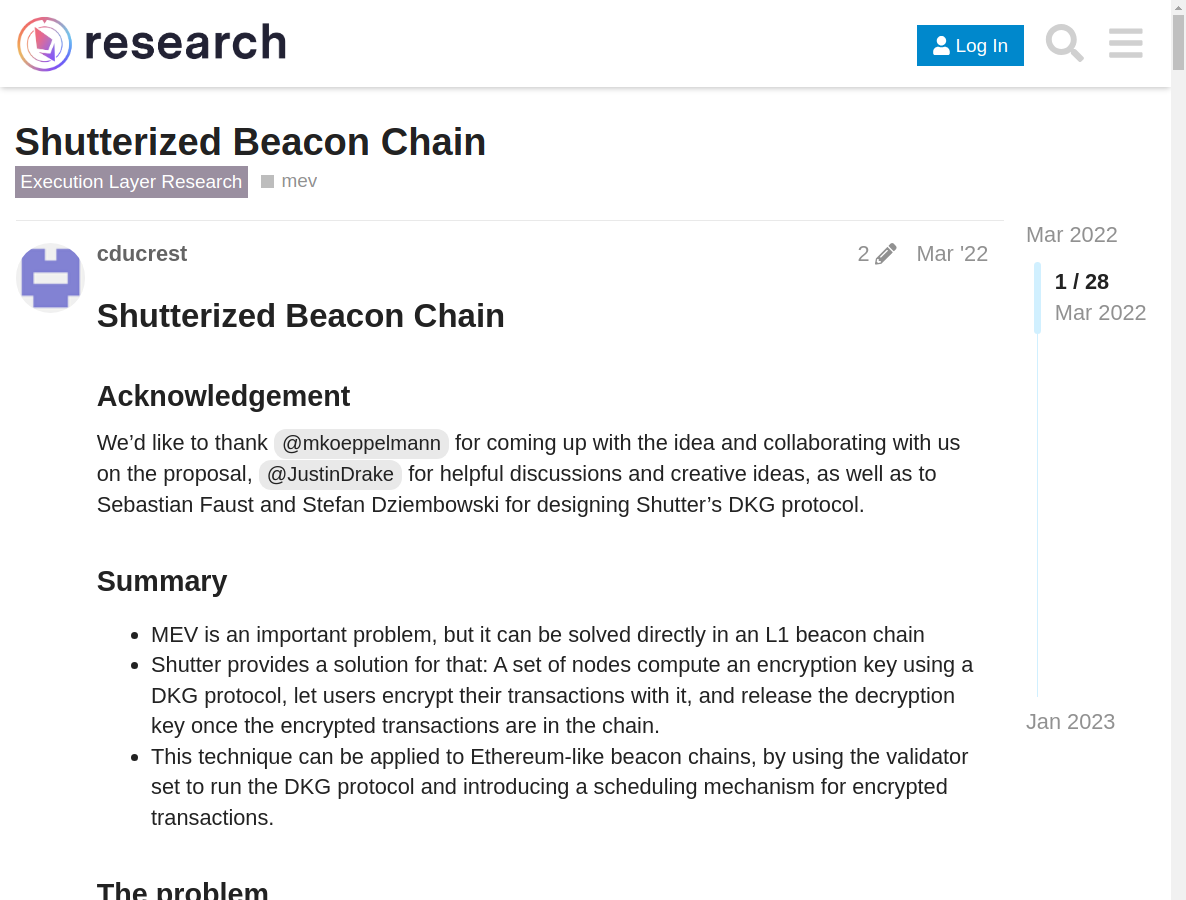 research
Log In
Shutterized Beacon Chain
Execution Layer Research mev
cducrest
2 Mar '22
Shutterized Beacon Chain
Acknowledgement
We’d like to thank @mkoeppelmann for coming up with the idea and collaborating with us
on the proposal, @JustinDrake for helpful discussions and creative ideas, as well as to
Sebastian Faust and Stefan Dziembowski for designing Shutter’s DKG protocol.
Summary
• MEV is an important problem, but it can be solved directly in an L1 beacon chain
• Shutter provides a solution for that: A set of nodes compute an encryption key using a
DKG protocol, let users encrypt their transactions with it, and release the decryption
key once the encrypted transactions are in the chain.
• This technique can be applied to Ethereum-like beacon chains, by using the validator
set to run the DKG protocol and introducing a scheduling mechanism for encrypted
transactions.
The problem
Mar 2022
1 / 28
Mar 2022
Jan 2023